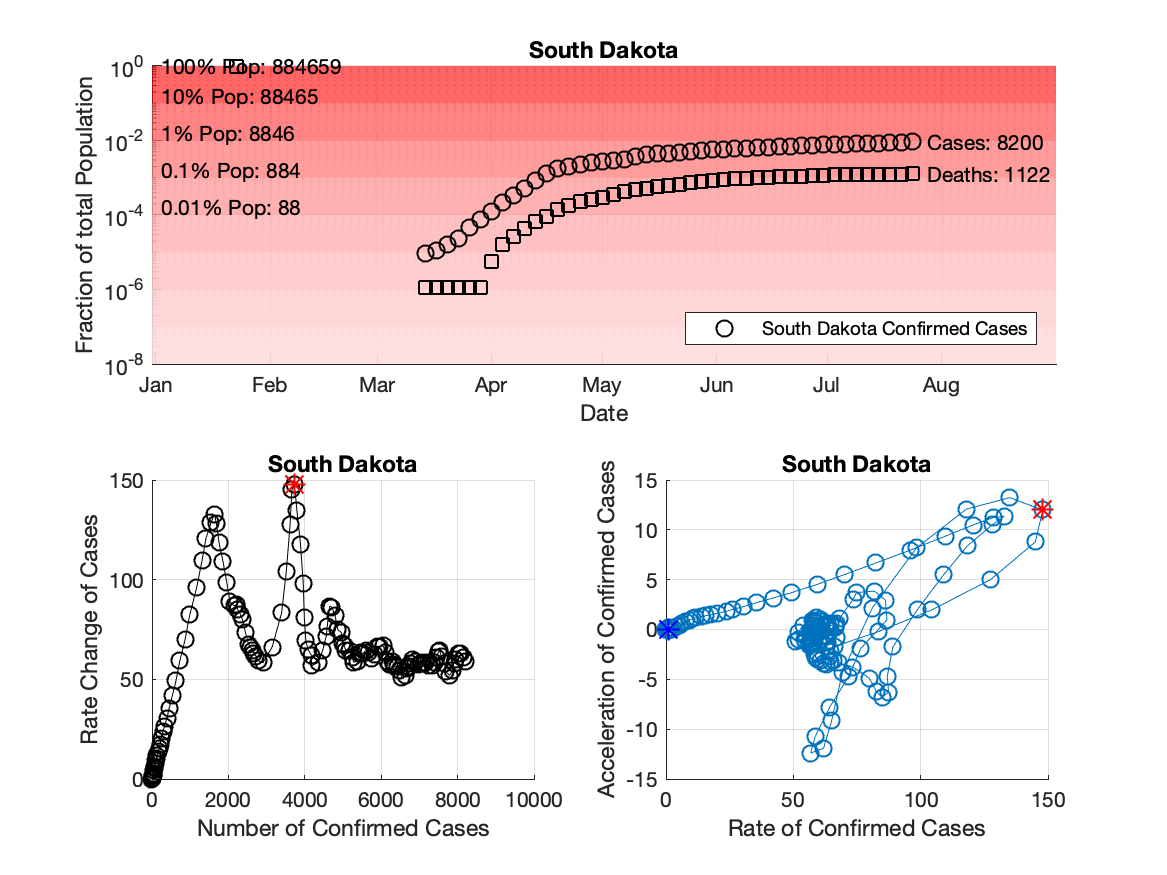 South Dakota
100% Pop: 884659
10% Pop: 88465
1% Pop: 8846
0.1% Pop: 884
0.01% Pop: 88
Cases: 8200
Deaths: 1122
South Dakota Confirmed Cases
Fraction of total Population
10^0
10^-2
10^-4
10^-6
10^-8
Jan Feb Mar Apr May Jun Jul Aug
Date
South Dakota
Rate Change of Cases
150
100
50
0
0 2000 4000 6000 8000 10000
Number of Confirmed Cases
South Dakota
Acceleration of Confirmed Cases
15
10
5
0
-5
-10
-15
0 50 100 150
Rate of Confirmed Cases